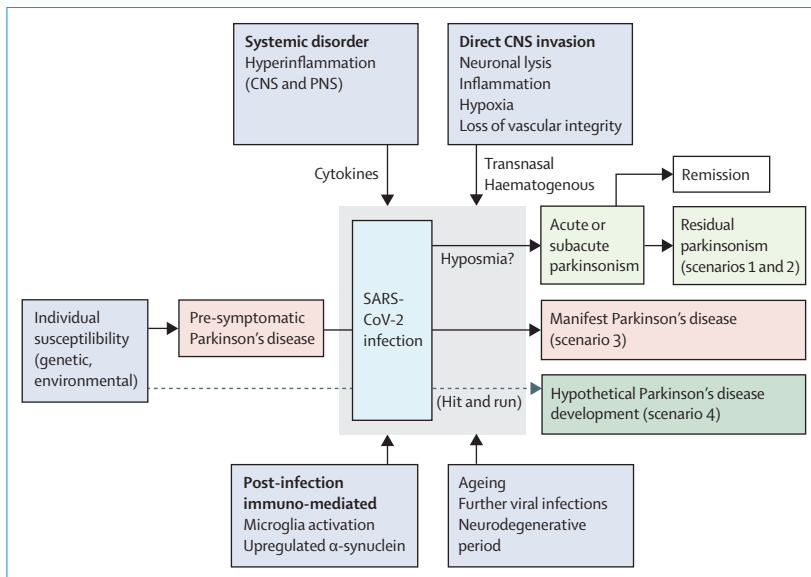 Systemic disorder
Hyperinflammation
(CNS and PNS)
Direct CNS invasion
Neuronal lysis
Inflammation
Hypoxia
Loss of vascular integrity
Cytokines
Transnasal
Haematogenous
Remission
Acute or
subacute
parkinsonism
Residual
parkinsonism
(scenarios 1 and 2)
Hyposmia?
SARS-
CoV-2
infection
Individual
susceptilibity
(genetic,
environmental)
Pre-symptomatic
Parkinson's disease
Manifest Parkinson's disease
(scenario 3)
(Hit and run)
Hypothetical Parkinson's disease
development (scenario 4)
Post-infection
immuno-mediated
Microglia activation
Upregulated α-synuclein
Ageing
Further viral infections
Neurodegenerative
period